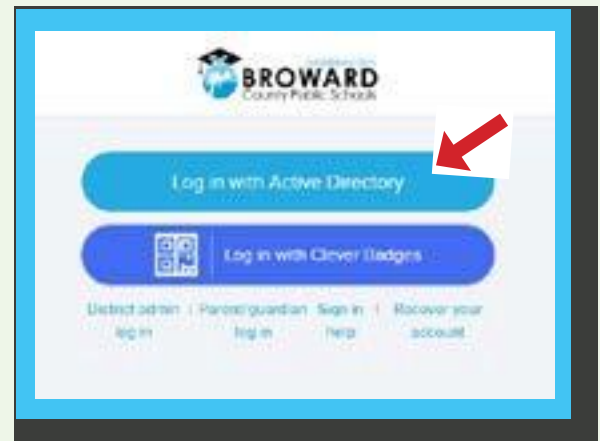 BROWARD
County Public Schools
Log in with Active Directory
Log in with Clever Badges
District admin | Parent/guardian Sign in | Recover your
log in log in help account